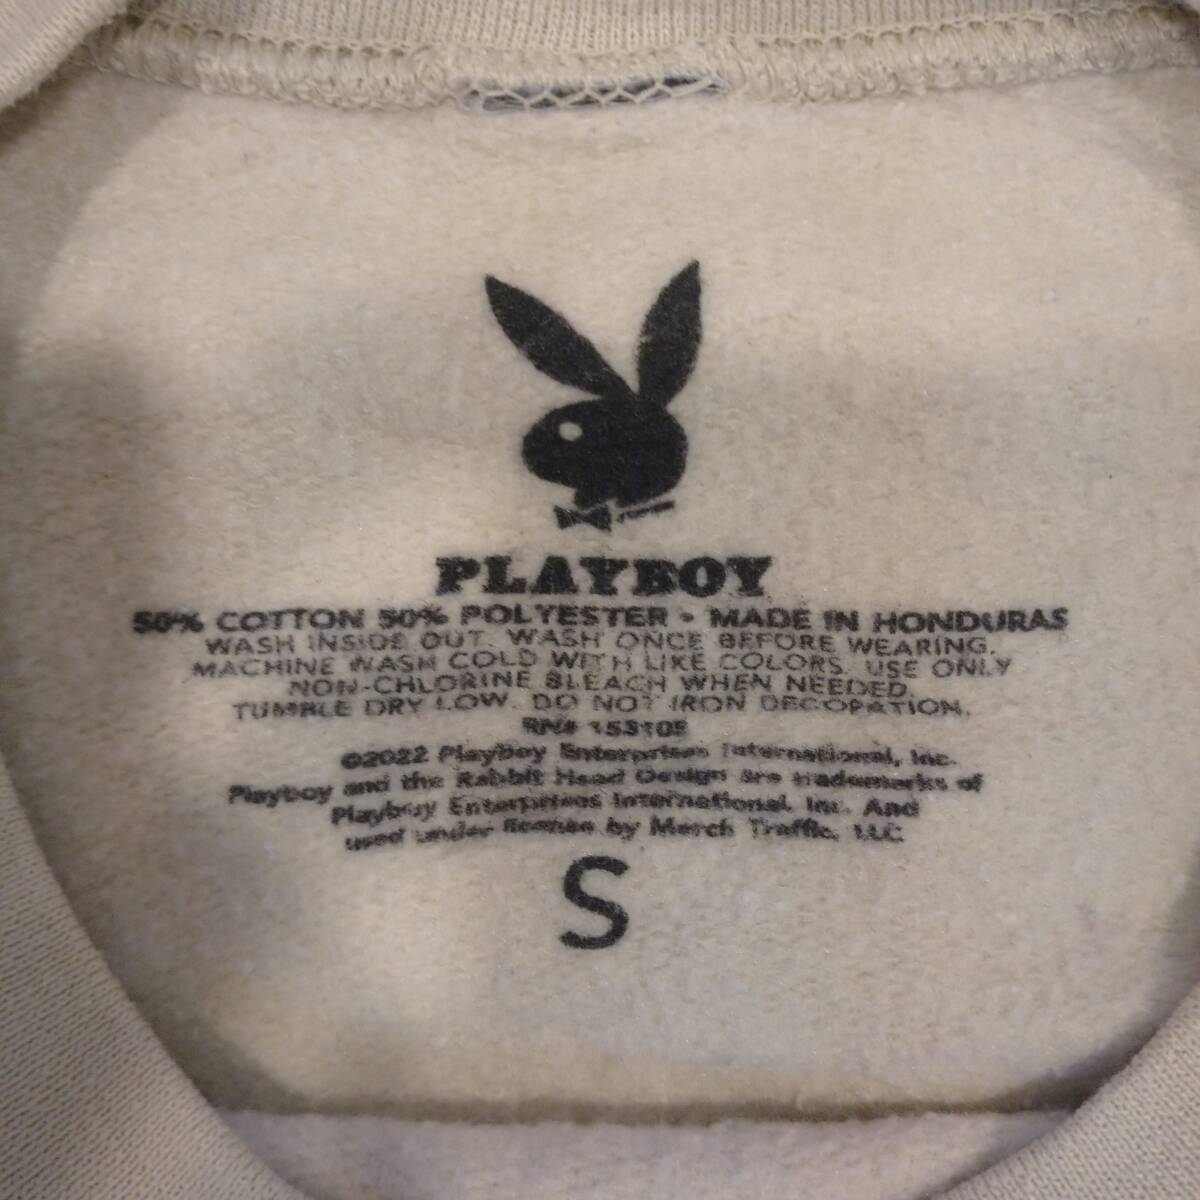 PLAYBOY
50% COTTON 50% POLYESTER • MADE IN HONDURAS
WASH INSIDE OUT. WASH ONCE BEFORE WEARING.
MACHINE WASH COLD WITH LIKE COLORS. USE ONLY
NON-CHLORINE BLEACH WHEN NEEDED.
TUMBLE DRY LOW. DO NOT IRON DECORATION.
RN# 153105
©2022 Playboy Enterprises International, Inc.
Playboy and the Rabbit Head Design are trademarks of
Playboy Enterprises International, Inc. And
used under license by Merch Traffic, LLC
S